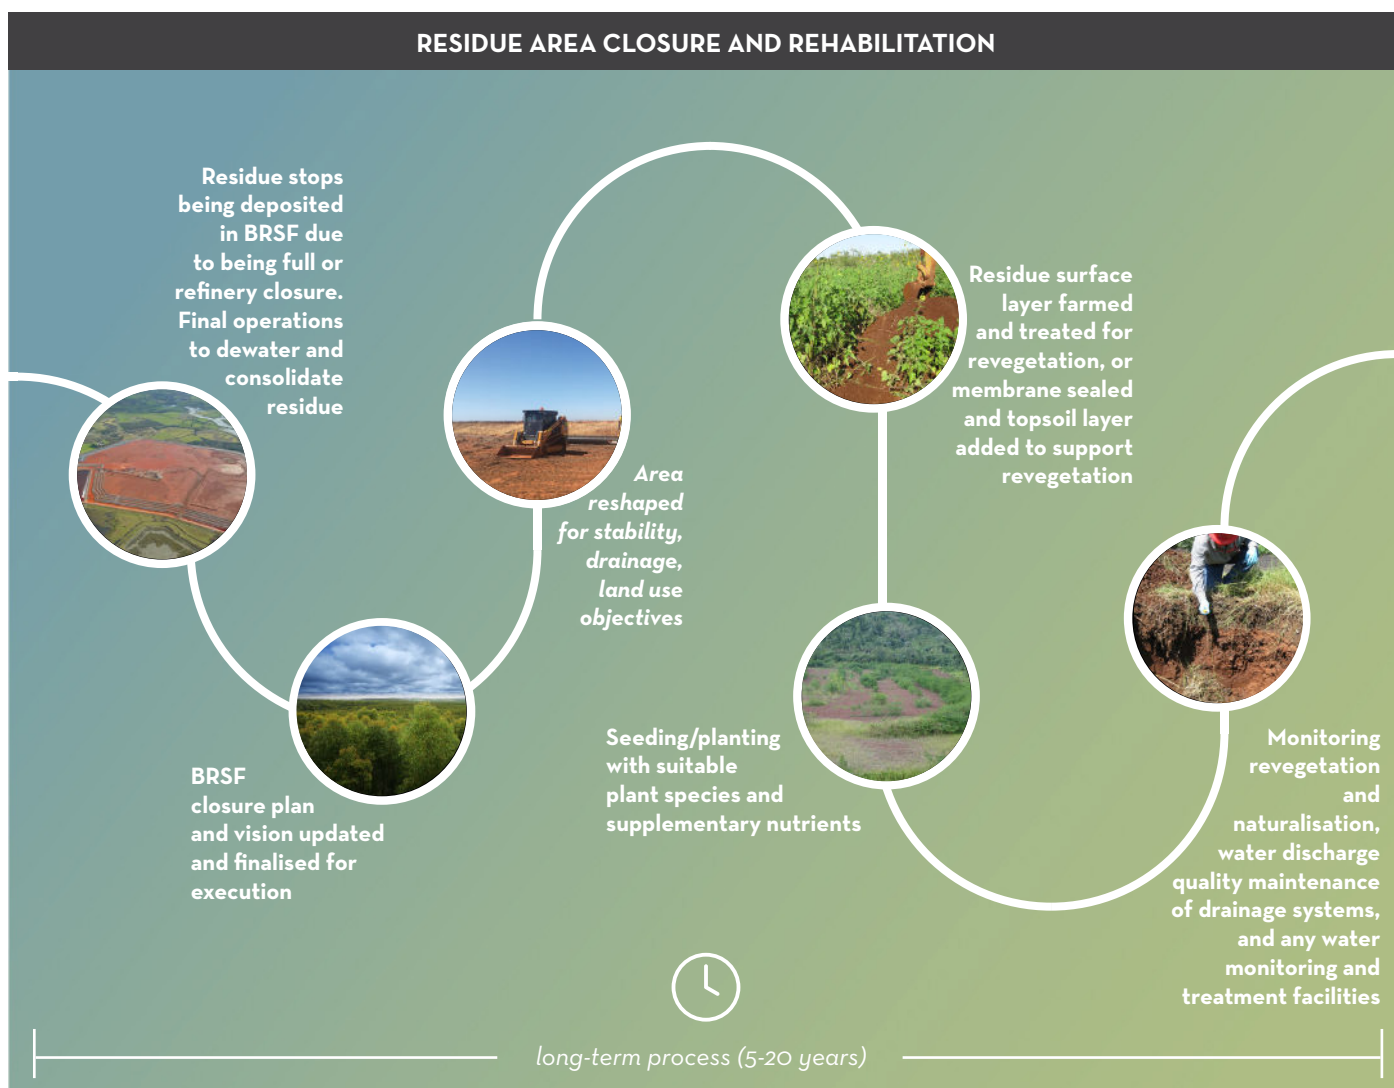 RESIDUE AREA CLOSURE AND REHABILITATION
Residue stops
being deposited
in BRSF due
to being full or
refinery closure.
Final operations
to dewater and
consolidate
residue
BRSF
closure plan
and vision updated
and finalised for
execution
Area
reshaped
for stability,
drainage,
land use
objectives
Residue surface
layer farmed
and treated for
revegetation, or
membrane sealed
and topsoil layer
added to support
revegetation
Seeding/planting
with suitable
plant species and
supplementary nutrients
Monitoring
revegetation
and
naturalisation,
water discharge
quality maintenance
of drainage systems,
and any water
monitoring and
treatment facilities
long-term process (5-20 years)